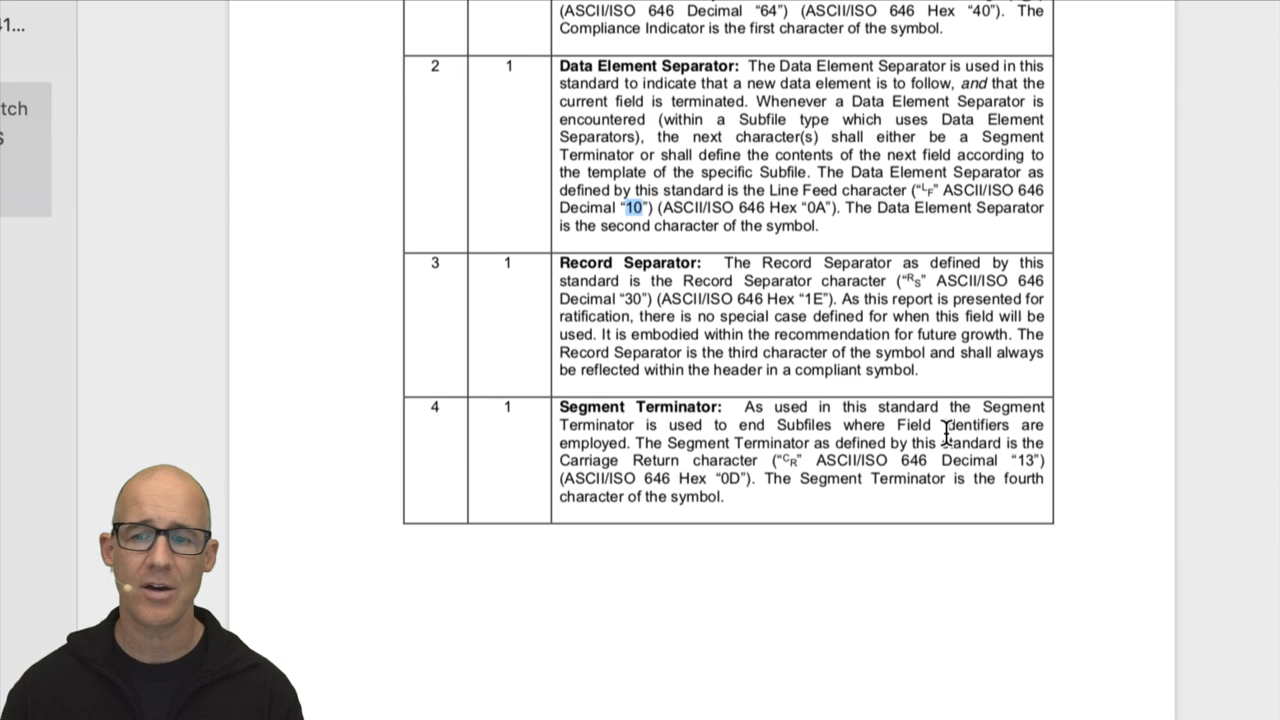 (ASCII/ISO 646 Decimal “64”) (ASCII/ISO 646 Hex “40”). The
Compliance Indicator is the first character of the symbol.
1...
tch
2
1
Data Element Separator: The Data Element Separator is used in this
standard to indicate that a new data element is to follow, and that the
current field is terminated. Whenever a Data Element Separator is
encountered (within a Subfile type which uses Data Element
Separators), the next character(s) shall either be a Segment
Terminator or shall define the contents of the next field according to
the template of the specific Subfile. The Data Element Separator as
defined by this standard is the Line Feed character (“LF” ASCII/ISO 646
Decimal “10”) (ASCII/ISO 646 Hex “0A”). The Data Element Separator
is the second character of the symbol.
3
1
Record Separator: The Record Separator as defined by this
standard is the Record Separator character (“RS” ASCII/ISO 646
Decimal “30”) (ASCII/ISO 646 Hex “1E”). As this report is presented for
ratification, there is no special case defined for when this field will be
used. It is embodied within the recommendation for future growth. The
Record Separator is the third character of the symbol and shall always
be reflected within the header in a compliant symbol.
4
1
Segment Terminator: As used in this standard the Segment
Terminator is used to end Subfiles where Field Identifiers are
employed. The Segment Terminator as defined by this standard is the
Carriage Return character (“CR” ASCII/ISO 646 Decimal “13”)
(ASCII/ISO 646 Hex “0D”). The Segment Terminator is the fourth
character of the symbol.